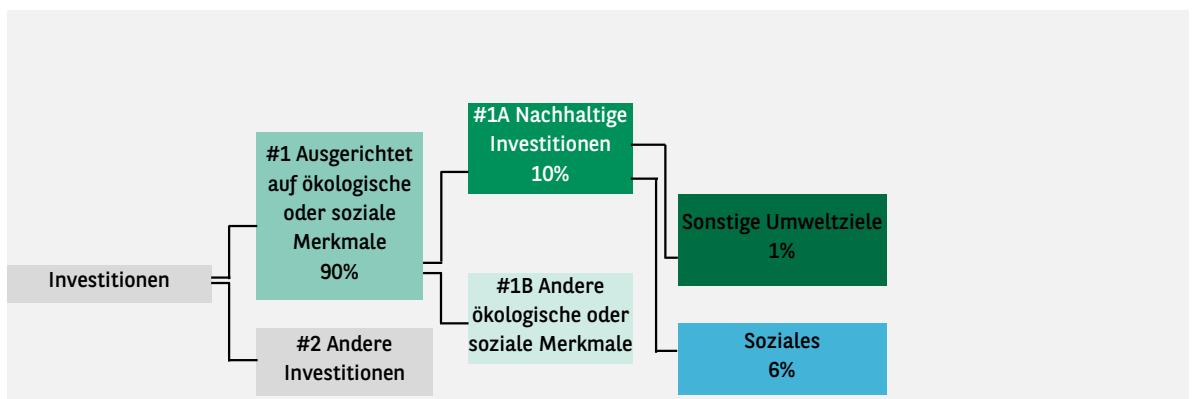 Investitionen
#1 Ausgerichtet
auf ökologische
oder soziale
Merkmale
90%
#2 Andere
Investitionen
#1A Nachhaltige
Investitionen
10%
#1B Andere
ökologische oder
soziale Merkmale
Sonstige Umweltziele
1%
Soziales
6%